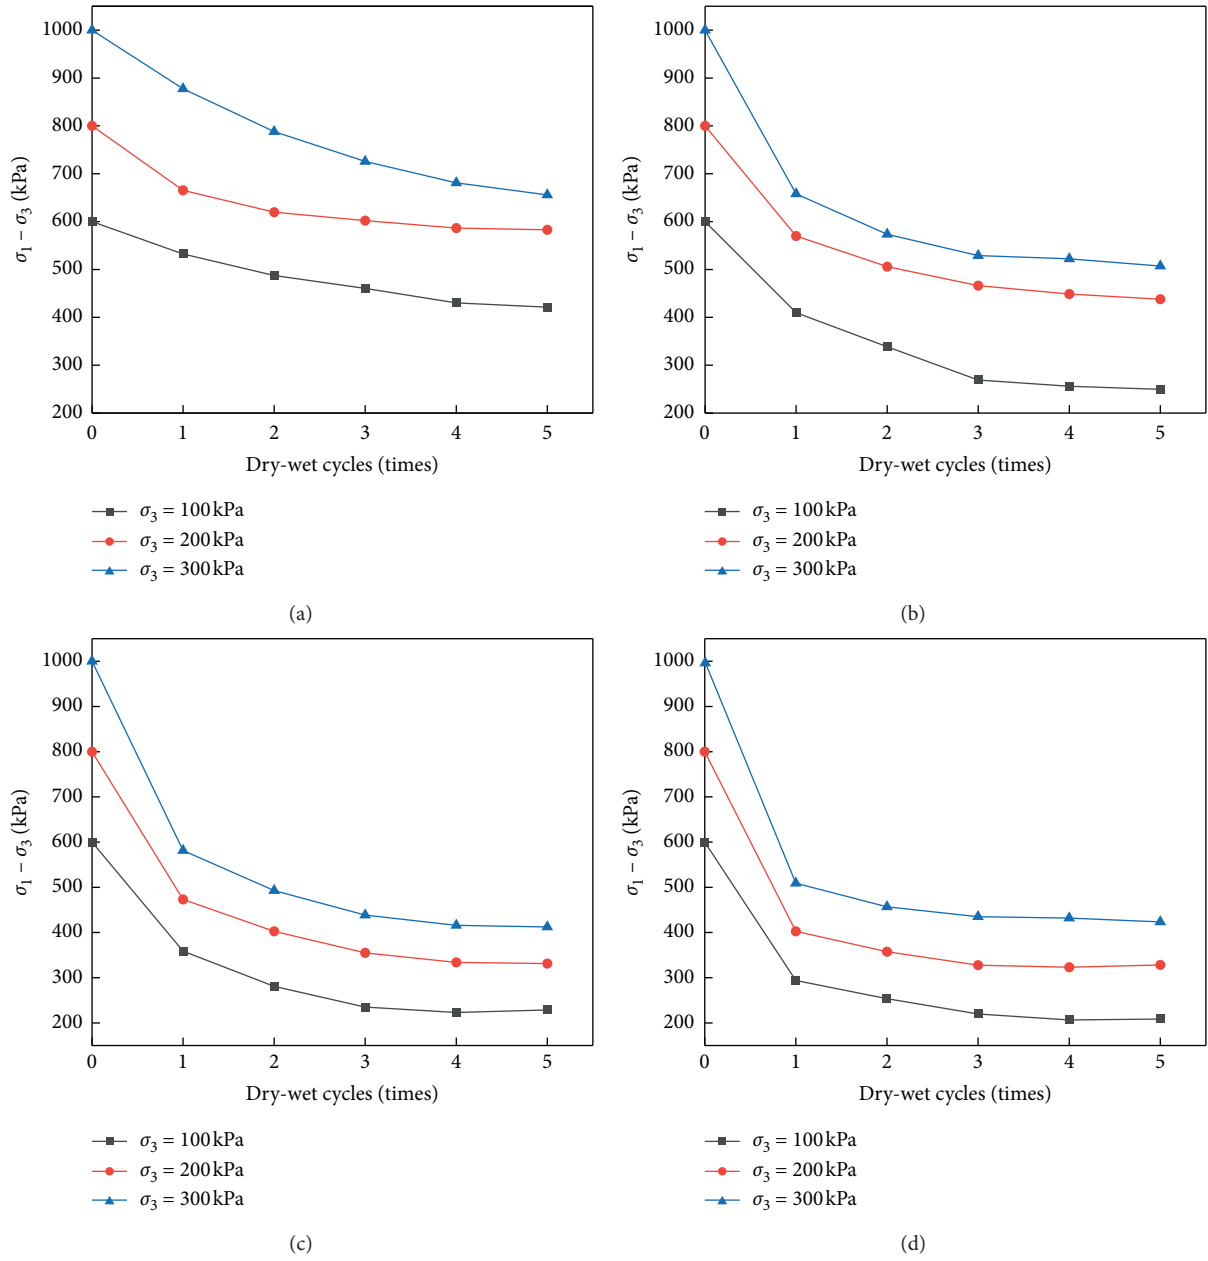 1000
900
800
700
600
500
400
300
200
σ1 – σ3 (kPa)
0 1 2 3 4 5
Dry-wet cycles (times)
σ3 = 100 kPa
σ3 = 200 kPa
σ3 = 300 kPa
(a)
1000
900
800
700
600
500
400
300
200
σ1 – σ3 (kPa)
0 1 2 3 4 5
Dry-wet cycles (times)
σ3 = 100 kPa
σ3 = 200 kPa
σ3 = 300 kPa
(b)
1000
900
800
700
600
500
400
300
200
σ1 – σ3 (kPa)
0 1 2 3 4 5
Dry-wet cycles (times)
σ3 = 100 kPa
σ3 = 200 kPa
σ3 = 300 kPa
(c)
1000
900
800
700
600
500
400
300
200
σ1 – σ3 (kPa)
0 1 2 3 4 5
Dry-wet cycles (times)
σ3 = 100 kPa
σ3 = 200 kPa
σ3 = 300 kPa
(d)